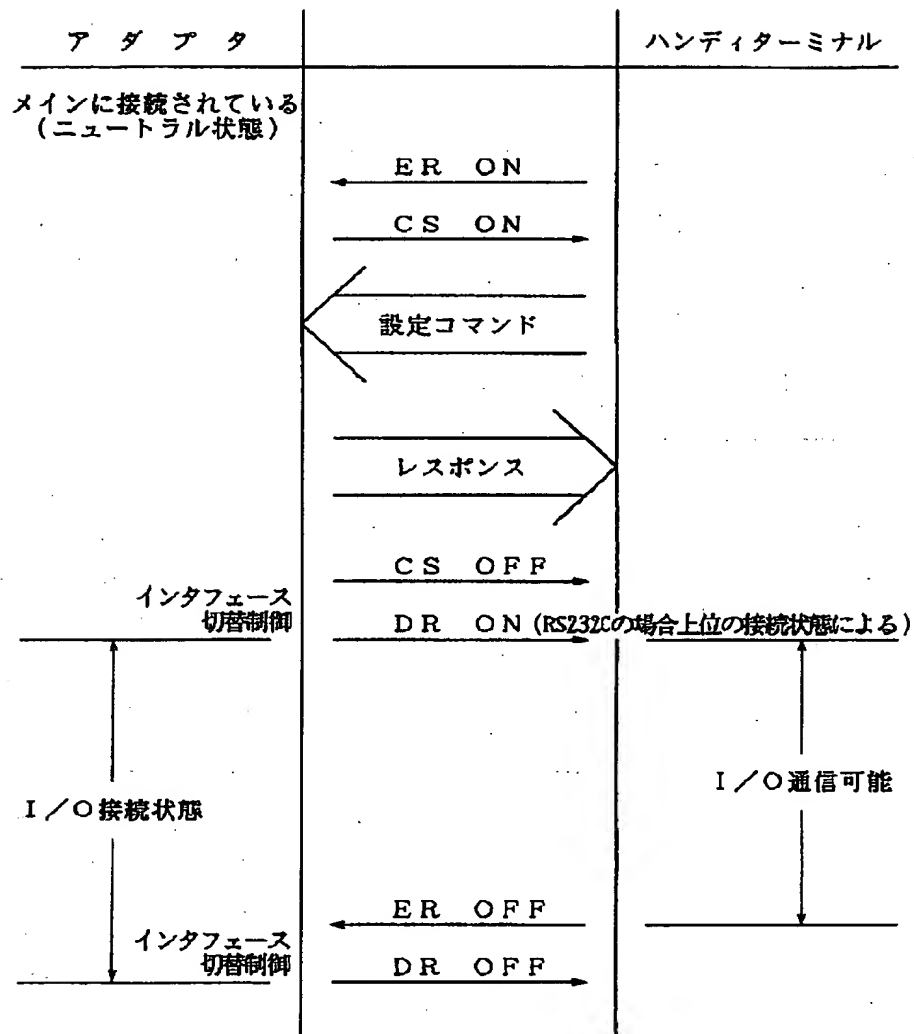 アダプタ
ハンディターミナル
メインに接続されている
(ニュートラル状態)
ER ON
CS ON
設定コマンド
レスポンス
CS OFF
インタフェース
切替制御
DR ON (RS232Cの場合上位の接続状態による)
I/O接続状態
I/O通信可能
ER OFF
インタフェース
切替制御
DR OFF